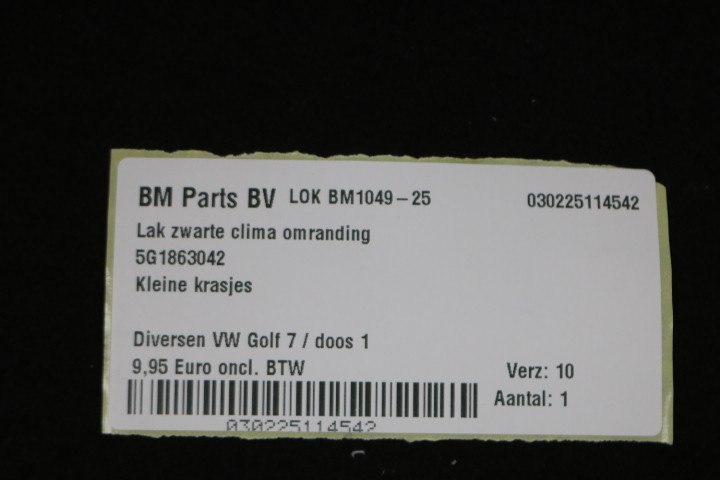 BM Parts BV LOK BM1049-25 030225114542
Lak zwarte clima omranding
5G1863042
Kleine krasjes
Diversen VW Golf 7 / doos 1
9,95 Euro oncl. BTW Verz: 10
Aantal: 1
030225114542